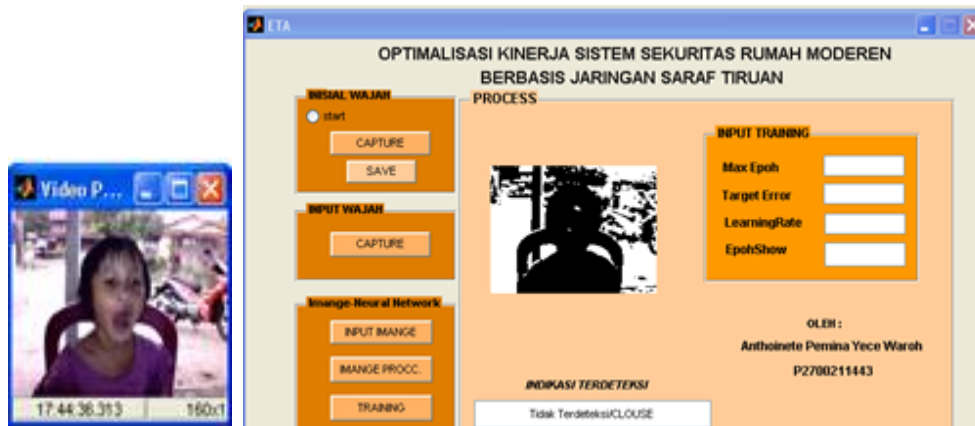 Video P...
17:44:36.313
160x1
ETA
OPTIMALISASI KINERJA SISTEM SEKURITAS RUMAH MODEREN
BERBASIS JARINGAN SARAF TIRUAN
INISIAL WAJAH
start
CAPTURE
SAVE
INPUT WAJAH
CAPTURE
Imange-Neural Network
INPUT IMANGE
IMANGE PROCC.
TRAINING
PROCESS
INPUT TRAINING
Max Epoh
Target Error
LearningRate
EpohShow
OLEH :
Anthoinete Pemina Yece Waroh
P2700211443
INDIKASI TERDETEKSI
Tidak Terdeteksi/CLOUSE